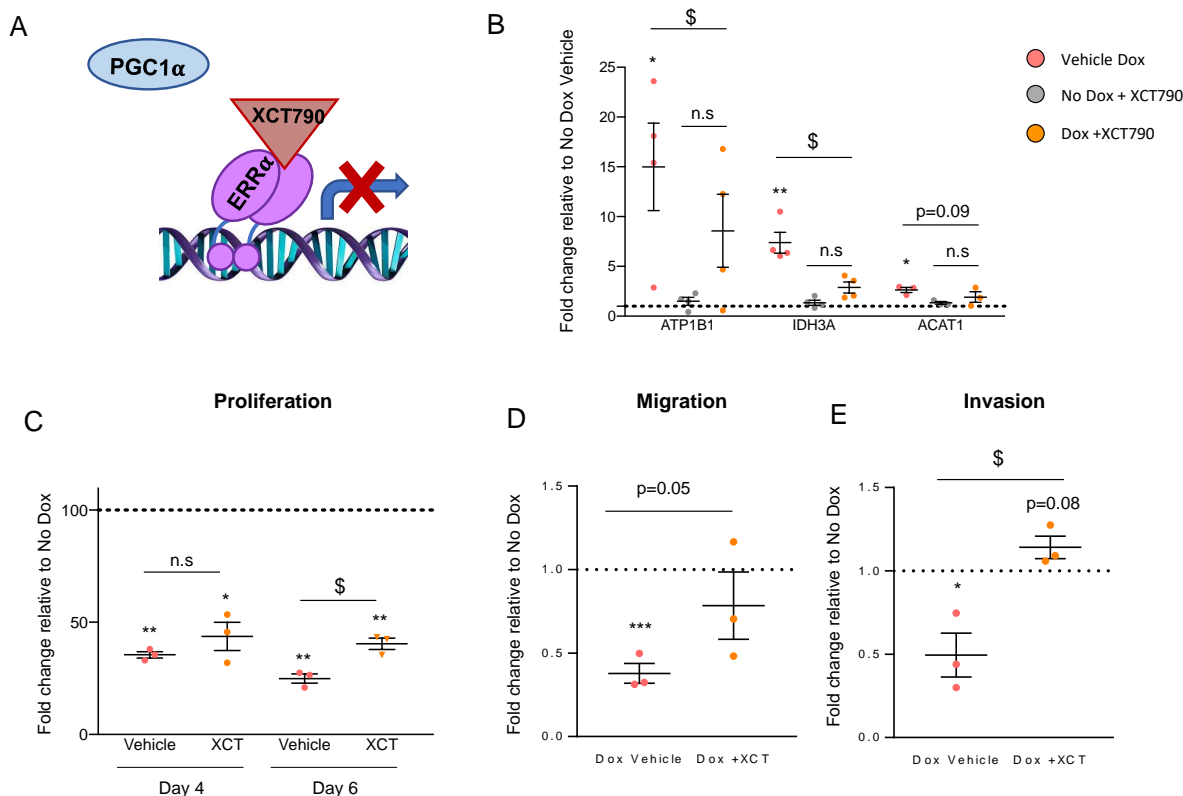 A
PGC1α
XCT790
ERRα
B
Fold change relative to No Dox Vehicle
25
20
15
10
5
0
$
*
n.s
$
**
n.s
p=0.09
*
n.s
ATP1B1 IDH3A ACAT1
Vehicle Dox
No Dox + XCT790
Dox +XCT790
C
Proliferation
Fold change relative to No Dox
100
50
0
n.s
**
*
$
**
**
Vehicle XCT Vehicle XCT
Day 4 Day 6
D
Migration
Fold change relative to No Dox
1.5
1.0
0.5
0.0
p=0.05
***
Dox Vehicle Dox +XCT
E
Invasion
Fold change relative to No Dox
1.5
1.0
0.5
0.0
$
p=0.08
*
Dox Vehicle Dox +XCT